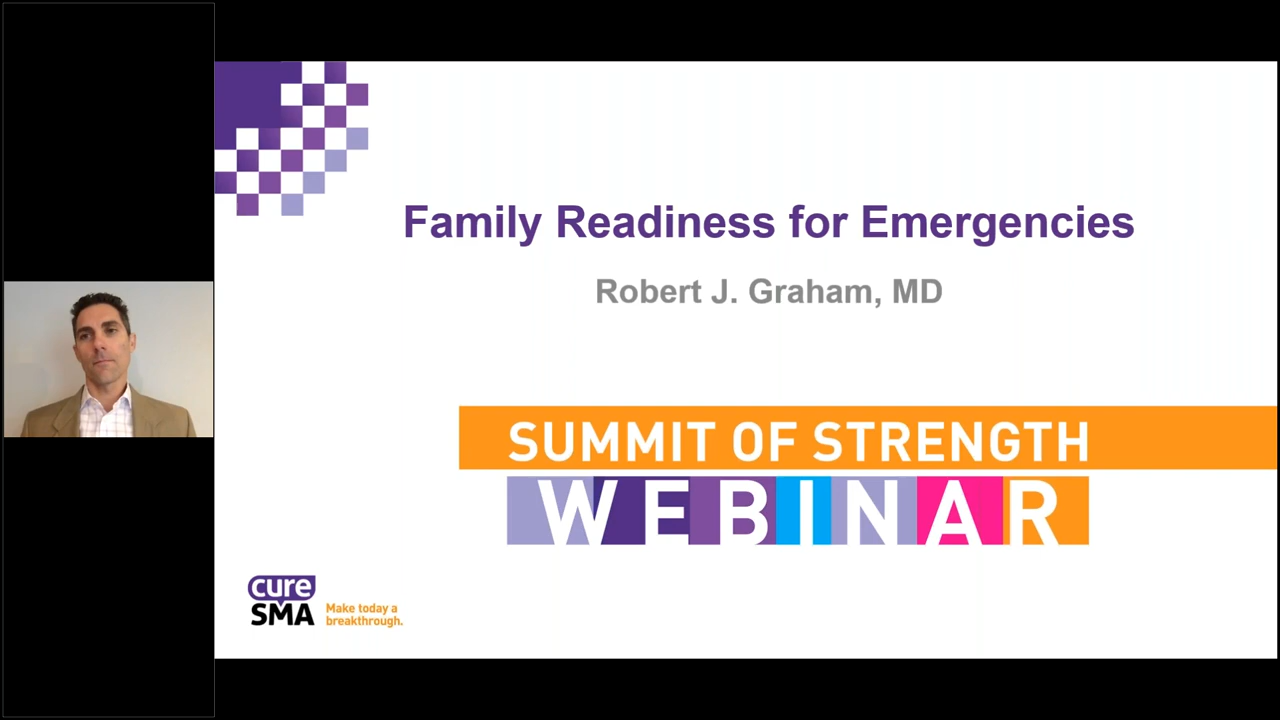 Family Readiness for Emergencies
Robert J. Graham, MD
SUMMIT OF STRENGTH
WEBINAR
cure
SMA
Make today a
breakthrough.